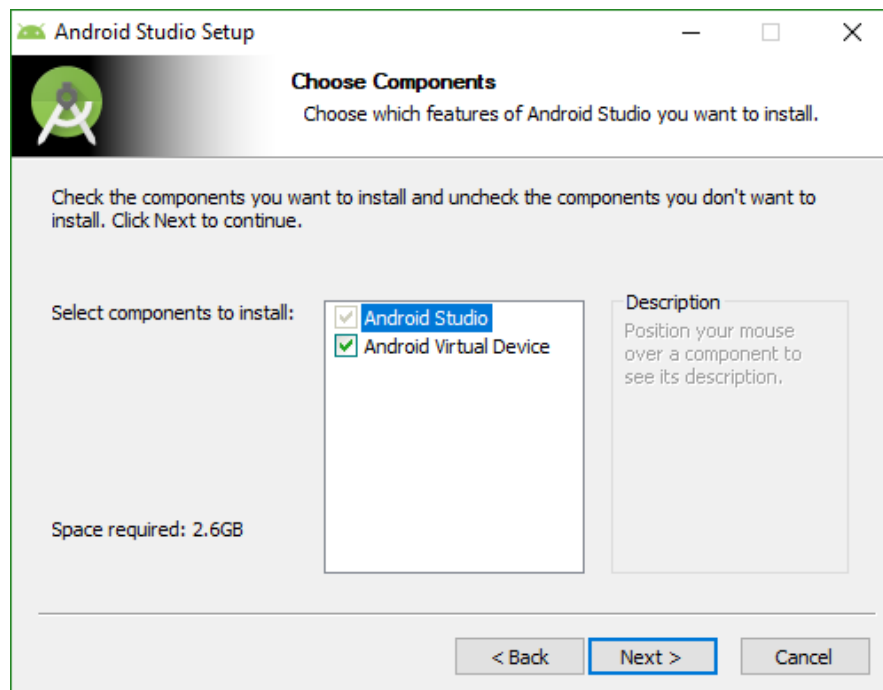 Android Studio Setup
Choose Components
Choose which features of Android Studio you want to install.
Check the components you want to install and uncheck the components you don't want to
install. Click Next to continue.
Select components to install:
Android Studio
Android Virtual Device
Description
Position your mouse
over a component to
see its description.
Space required: 2.6GB
< Back
Next >
Cancel